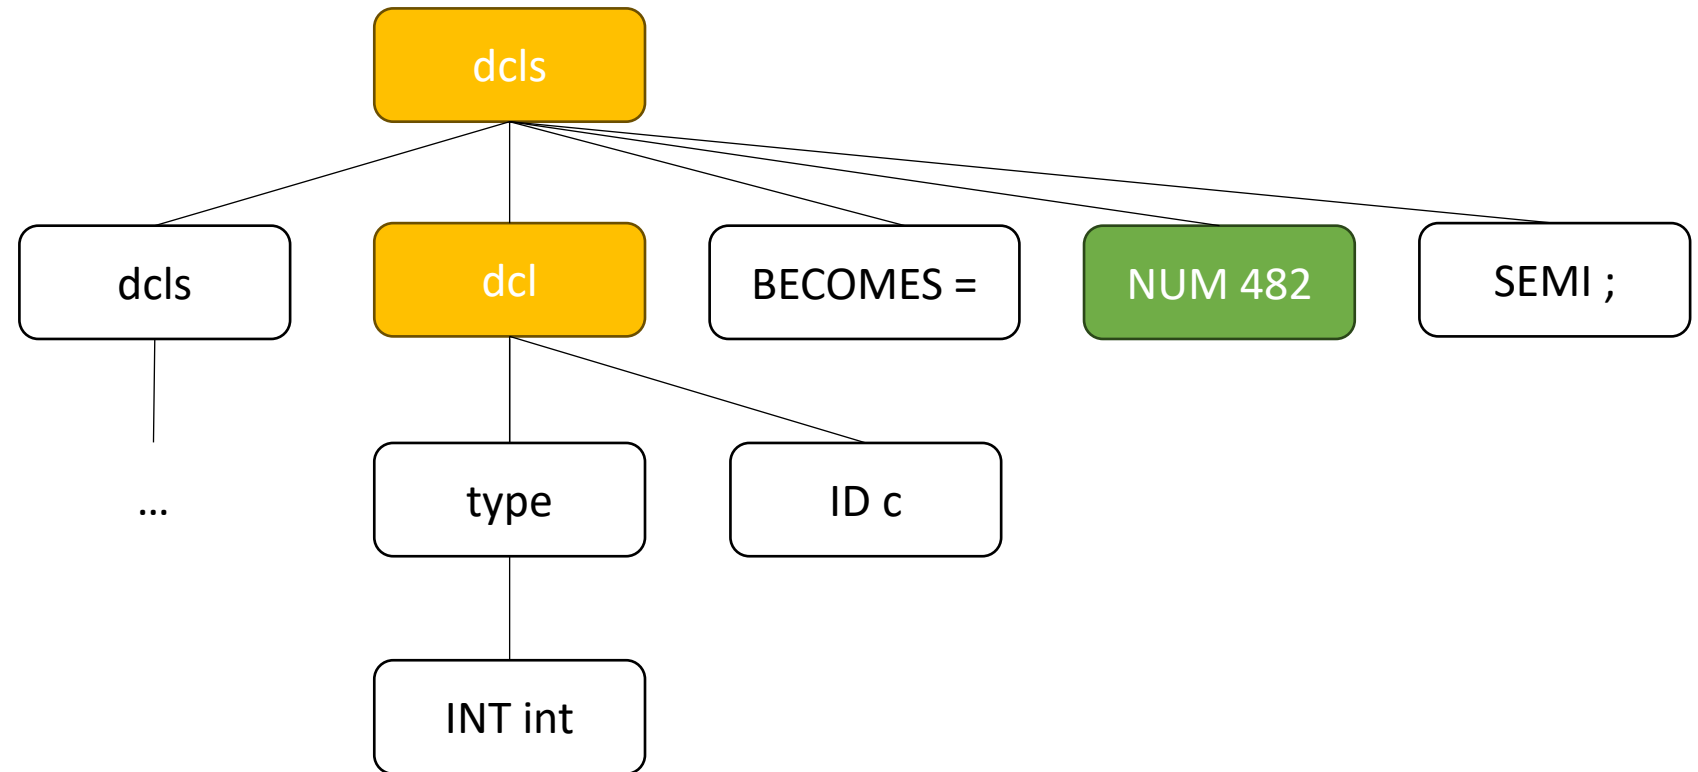 dcls
dcls
dcl
BECOMES =
NUM 482
SEMI ;
...
type
ID c
INT int